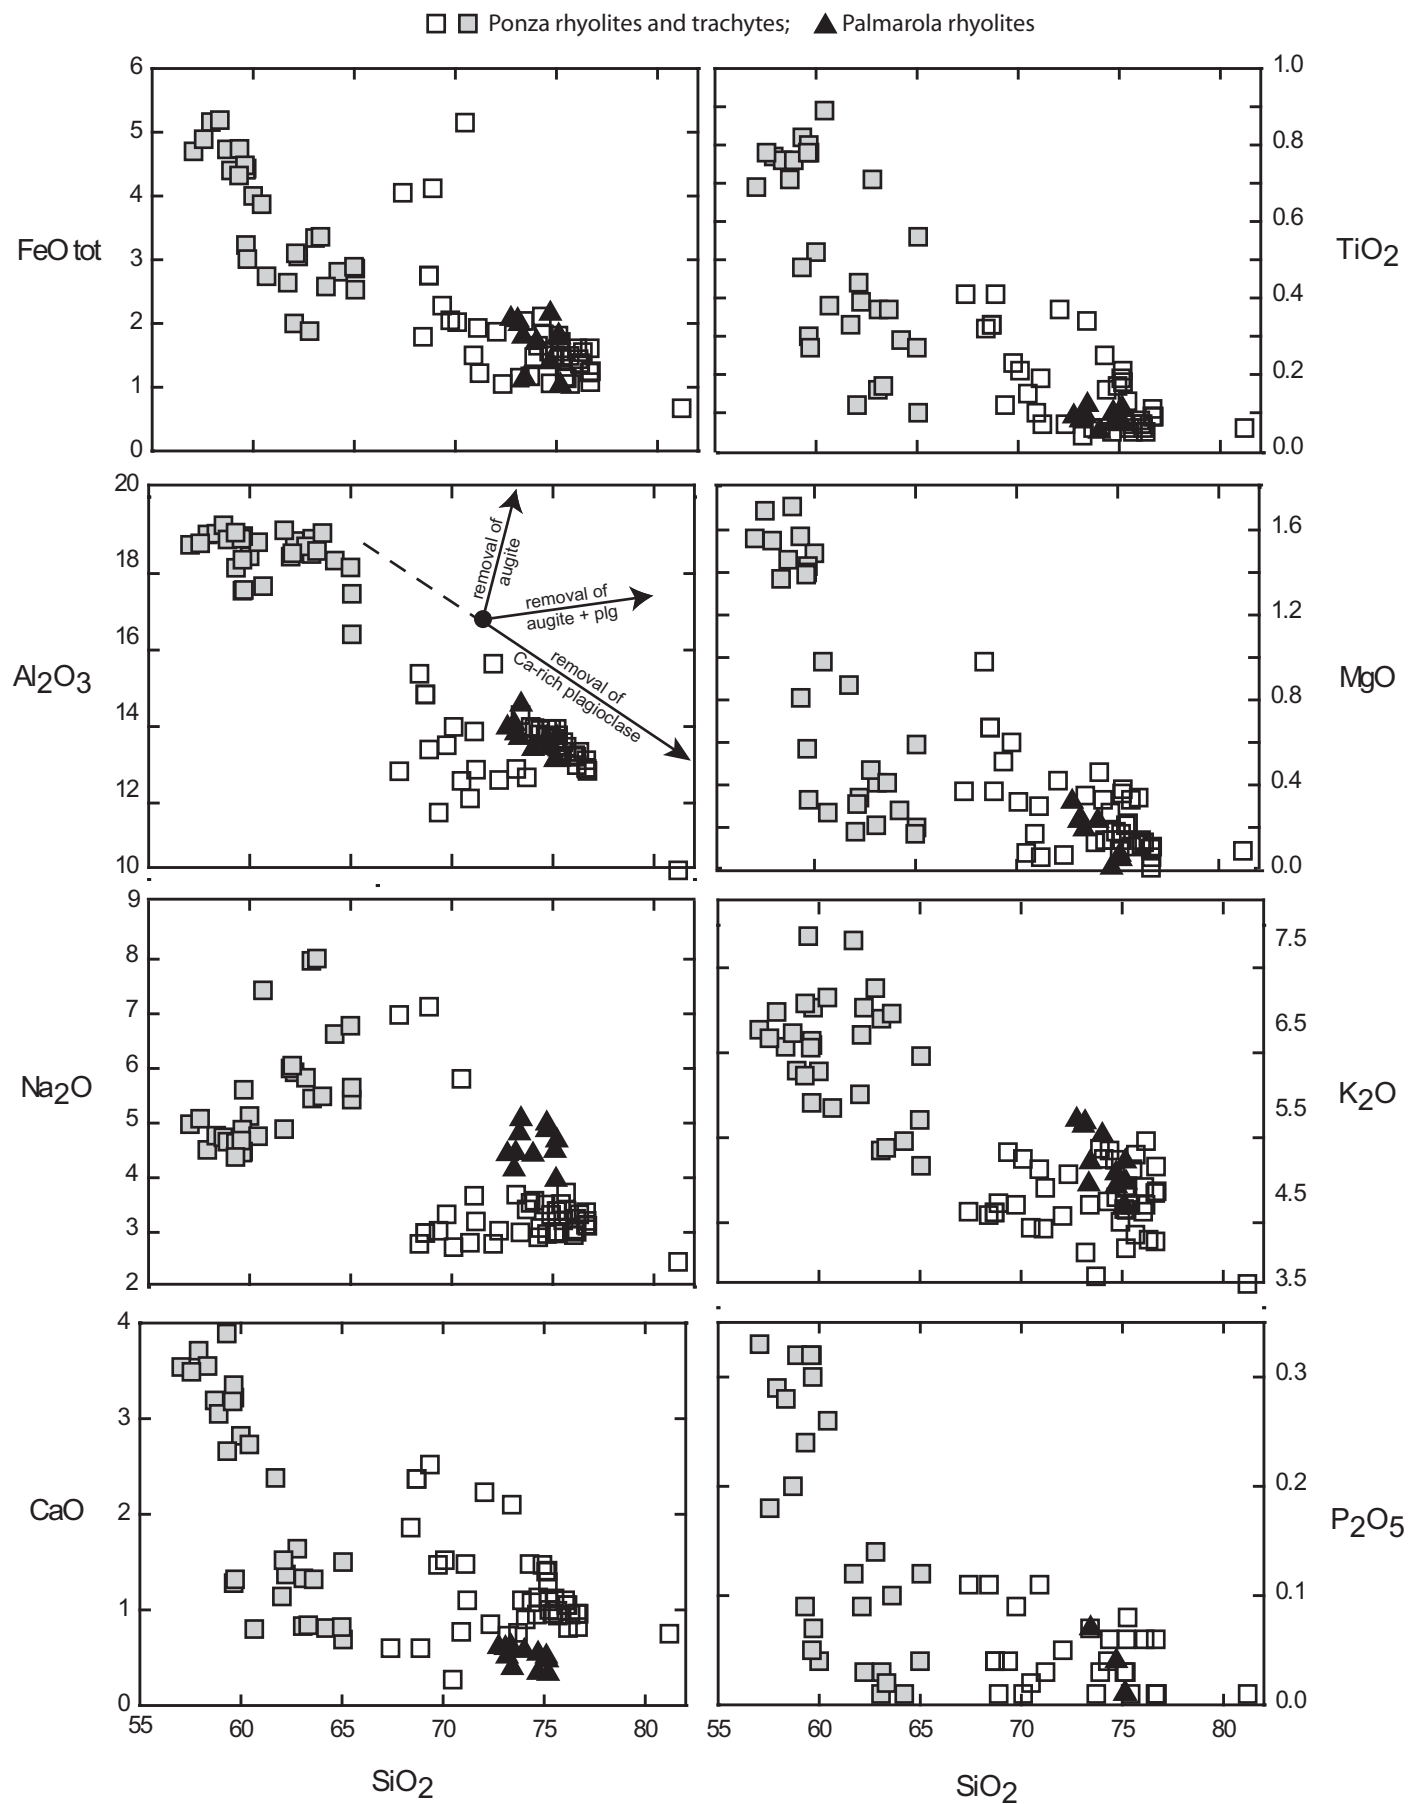 Ponza rhyolites and trachytes; Palmarola rhyolites
6
5
4
3
2
1
0
FeO tot
1.0
0.8
0.6
0.4
0.2
0.0
TiO2
20
18
16
14
12
10
Al2O3
removal of
augite
removal of
augite + plg
removal of
Ca-rich plagioclase
1.6
1.2
0.8
0.4
0.0
MgO
9
8
7
6
5
4
3
2
Na2O
7.5
6.5
5.5
4.5
3.5
K2O
4
3
2
1
0
CaO
55 60 65 70 75 80
SiO2
0.3
0.2
0.1
0.0
P2O5
55 60 65 70 75 80
SiO2